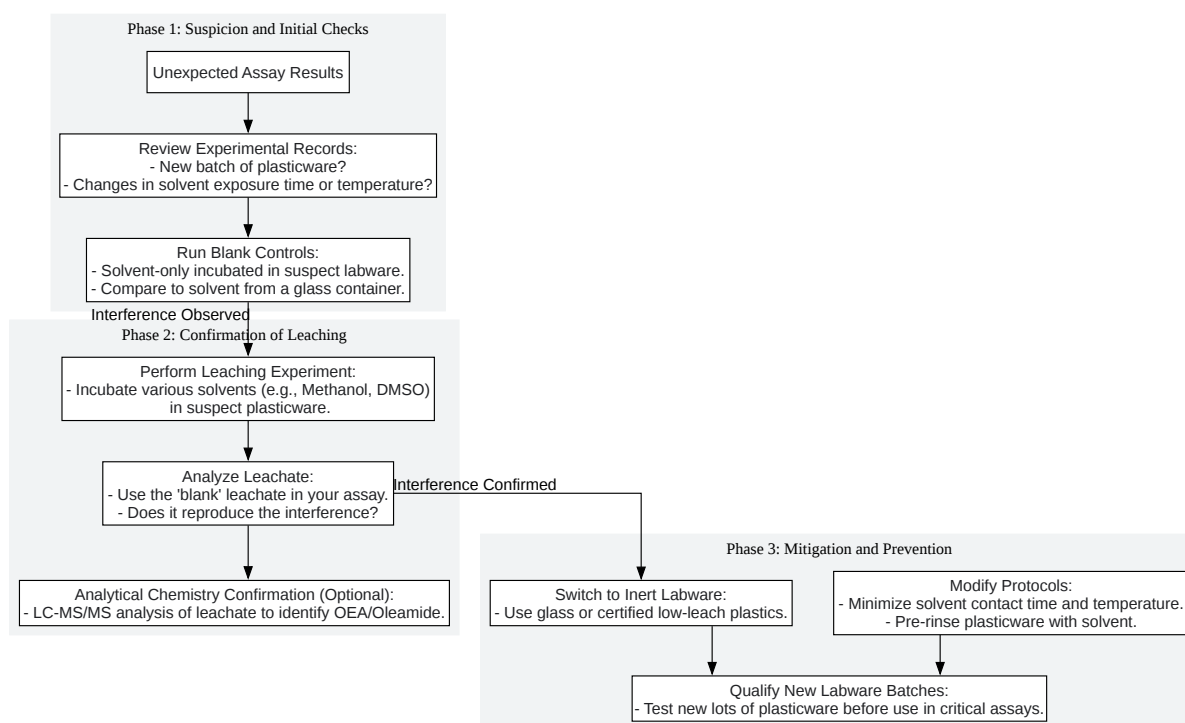 Phase 1: Suspicion and Initial Checks
Unexpected Assay Results
Review Experimental Records:
- New batch of plasticware?
- Changes in solvent exposure time or temperature?
Run Blank Controls:
- Solvent-only incubated in suspect labware.
- Compare to solvent from a glass container.
Interference Observed
Phase 2: Confirmation of Leaching
Perform Leaching Experiment:
- Incubate various solvents (e.g., Methanol, DMSO)
in suspect plasticware.
Analyze Leachate:
- Use the 'blank' leachate in your assay.
- Does it reproduce the interference?
Interference Confirmed
Analytical Chemistry Confirmation (Optional):
- LC-MS/MS analysis of leachate to identify OEA/Oleamide.
Phase 3: Mitigation and Prevention
Switch to Inert Labware:
- Use glass or certified low-leach plastics.
Modify Protocols:
- Minimize solvent contact time and temperature.
- Pre-rinse plasticware with solvent.
Qualify New Labware Batches:
- Test new lots of plasticware before use in critical assays.